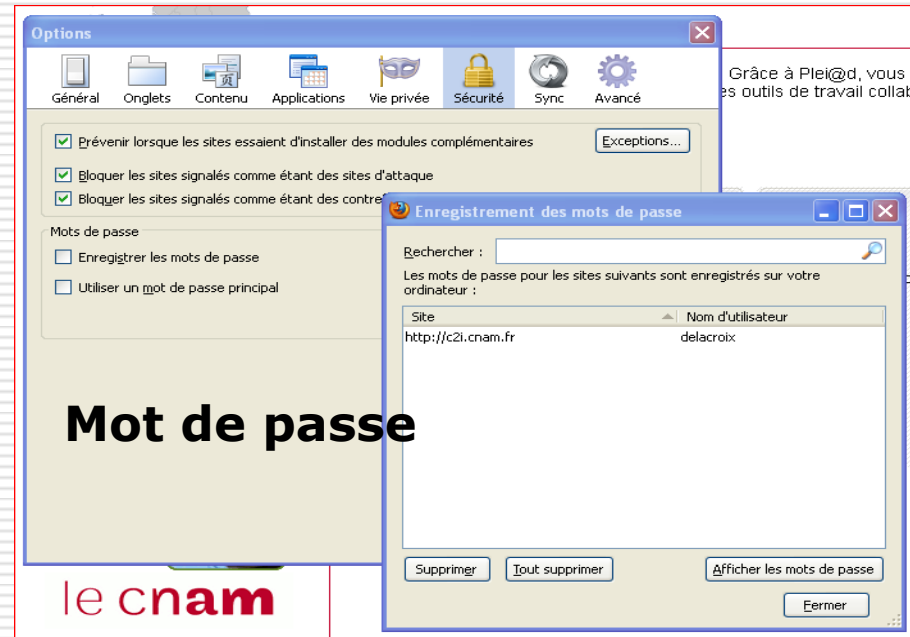 Options
Général Onglets Contenu Applications Vie privée Sécurité Sync Avancé
Grâce à Plei@d, vous
es outils de travail collab
Prévenir lorsque les sites essaient d'installer des modules complémentaires Exceptions...
Bloquer les sites signalés comme étant des sites d'attaque
Bloquer les sites signalés comme étant des contref
Mots de passe
Enregistrer les mots de passe
Utiliser un mot de passe principal
Enregistrement des mots de passe
Rechercher :
Les mots de passe pour les sites suivants sont enregistrés sur votre
ordinateur :
Site Nom d'utilisateur
http://c2i.cnam.fr delacroix
Mot de passe
Supprimer Tout supprimer Afficher les mots de passe
Fermer
le cnam